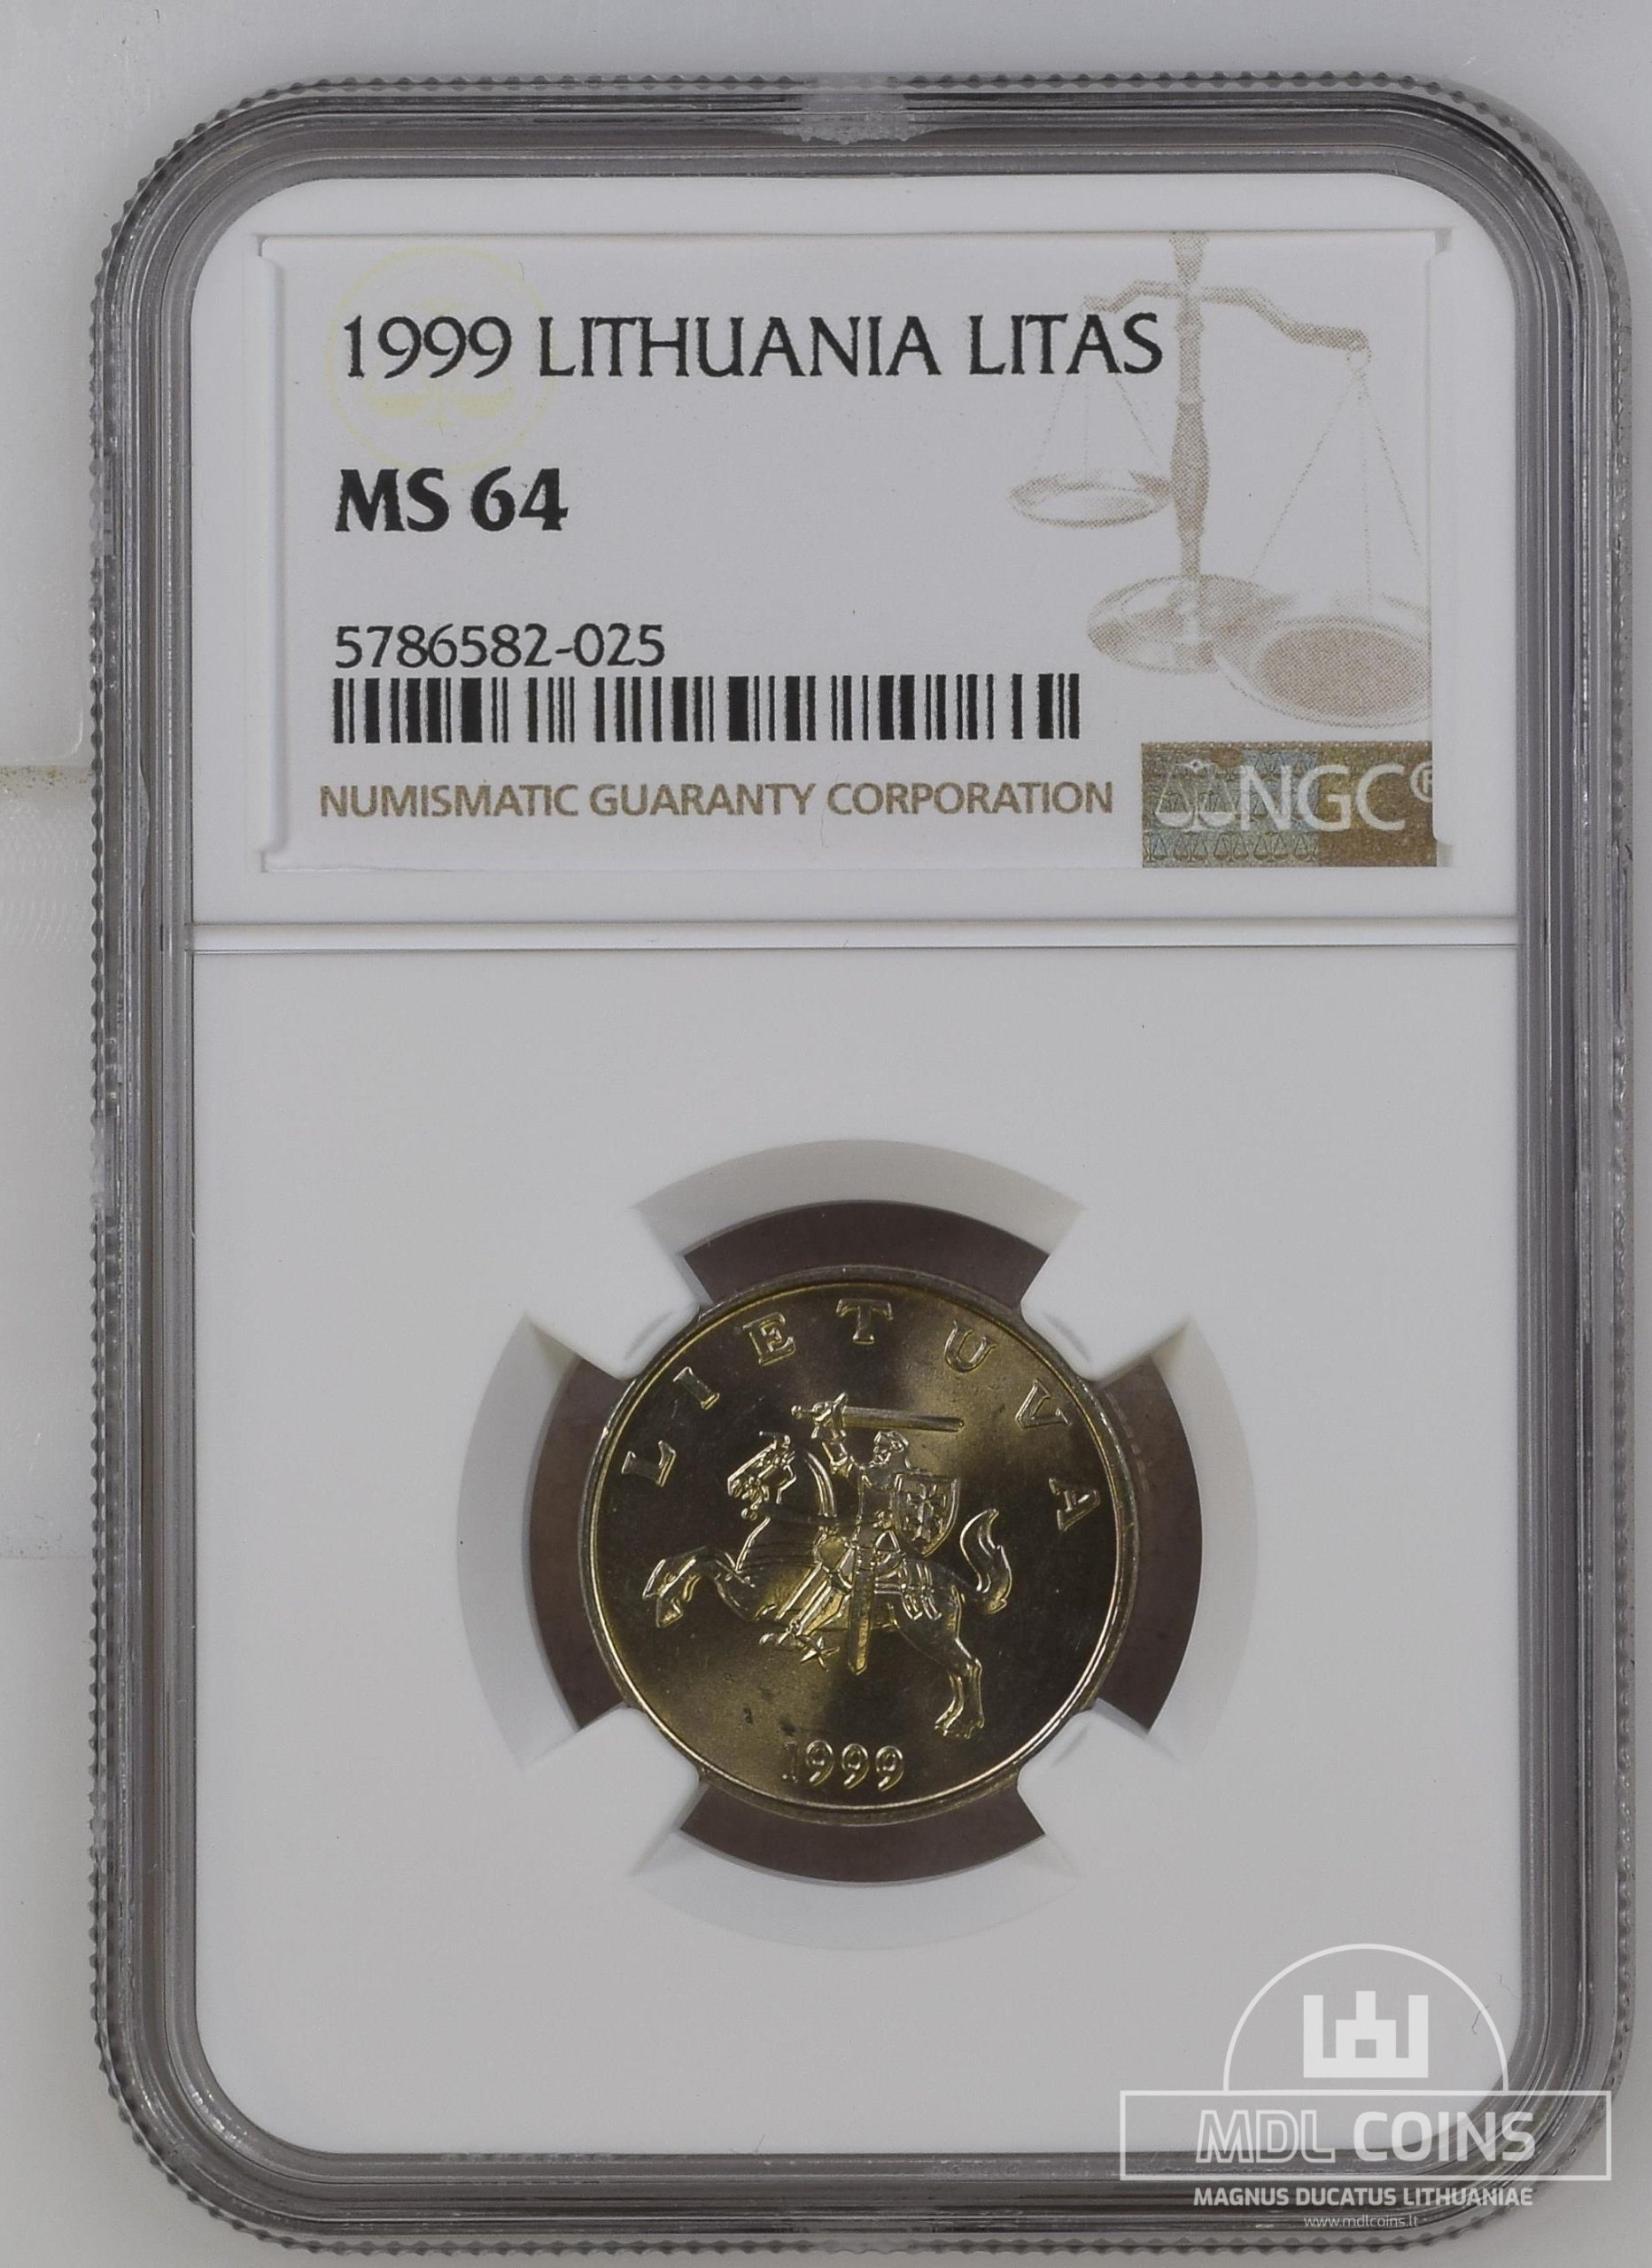 1999 LITHUANIA LITAS
MS 64
5786582-025
NUMISMATIC GUARANTY CORPORATION
NGC®
LIETUVA
1999
MDL COINS
MAGNUS DUCATUS LITHUANIAE
www.mdlcoins.lt